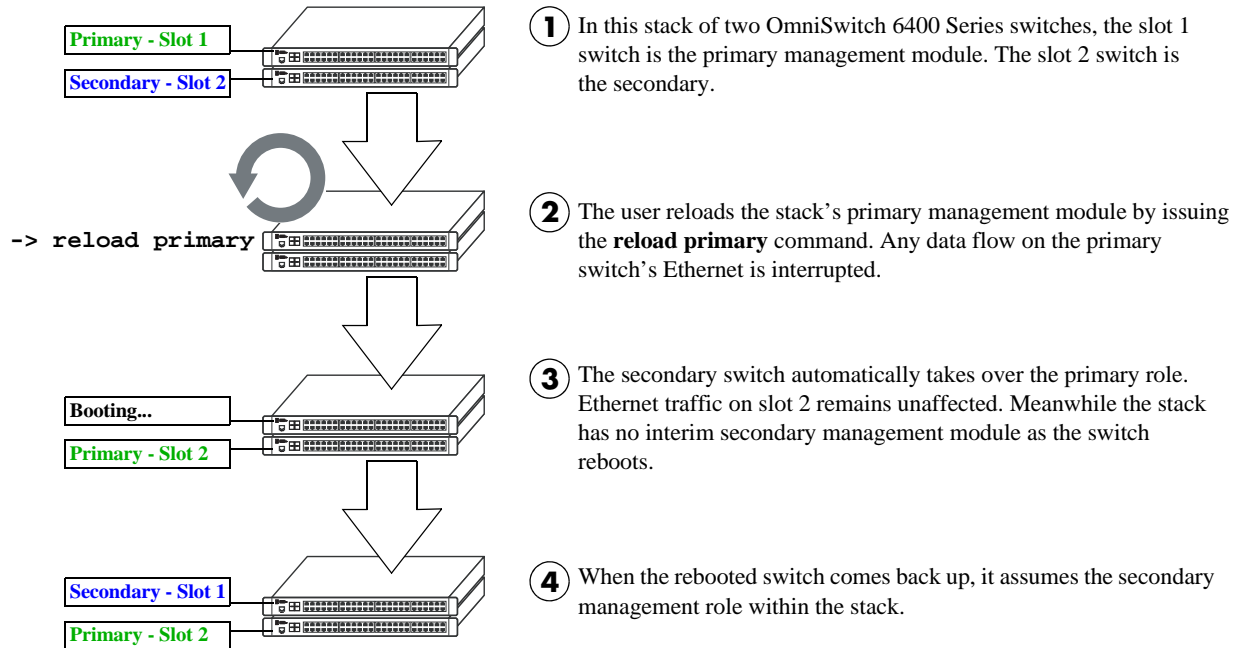 Primary - Slot 1
Secondary - Slot 2
1 In this stack of two OmniSwitch 6400 Series switches, the slot 1
switch is the primary management module. The slot 2 switch is
the secondary.
-> reload primary
2 The user reloads the stack’s primary management module by issuing
the reload primary command. Any data flow on the primary
switch’s Ethernet is interrupted.
Booting...
Primary - Slot 2
3 The secondary switch automatically takes over the primary role.
Ethernet traffic on slot 2 remains unaffected. Meanwhile the stack
has no interim secondary management module as the switch
reboots.
Secondary - Slot 1
Primary - Slot 2
4 When the rebooted switch comes back up, it assumes the secondary
management role within the stack.